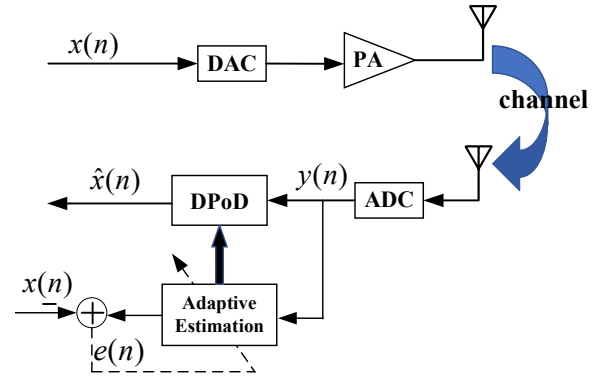 x(n)
DAC
PA
channel
x̂(n)
DPoD
y(n)
ADC
x(n)
−
+
Adaptive
Estimation
e(n)